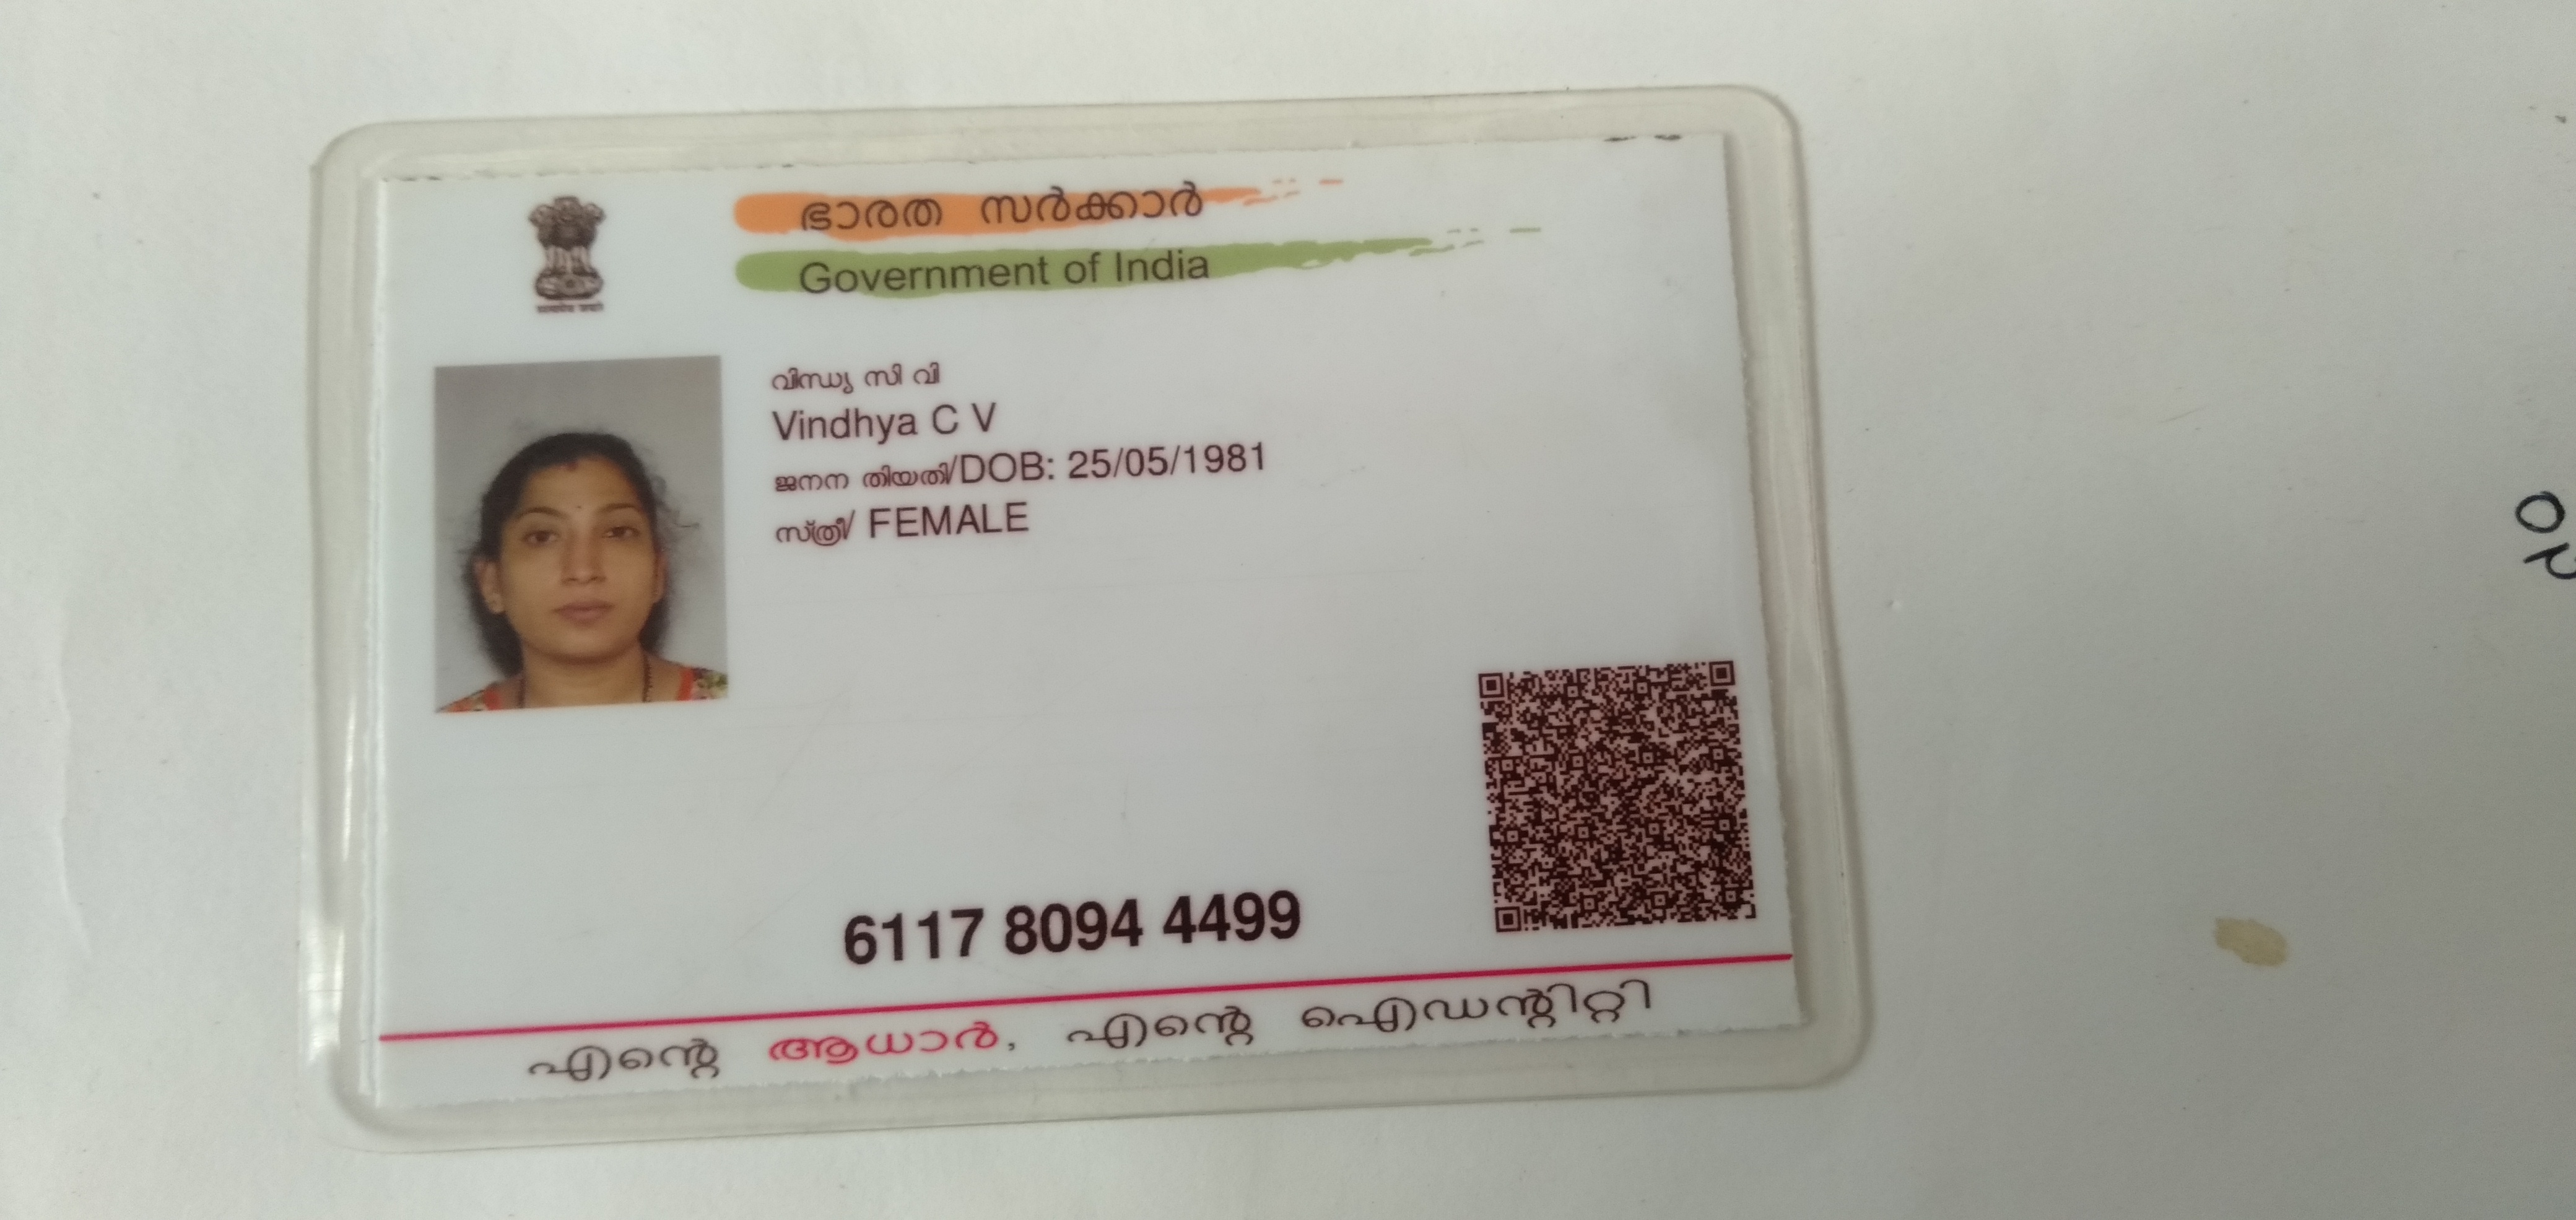 ഭാരത സർക്കാർ
Government of India
വിന്ധ്യ സി വി
Vindhya C V
ജനന തിയതി/DOB: 25/05/1981
സ്ത്രീ/ FEMALE
6117 8094 4499
എന്റെ ആധാർ, എന്റെ ഐഡന്റിറ്റി